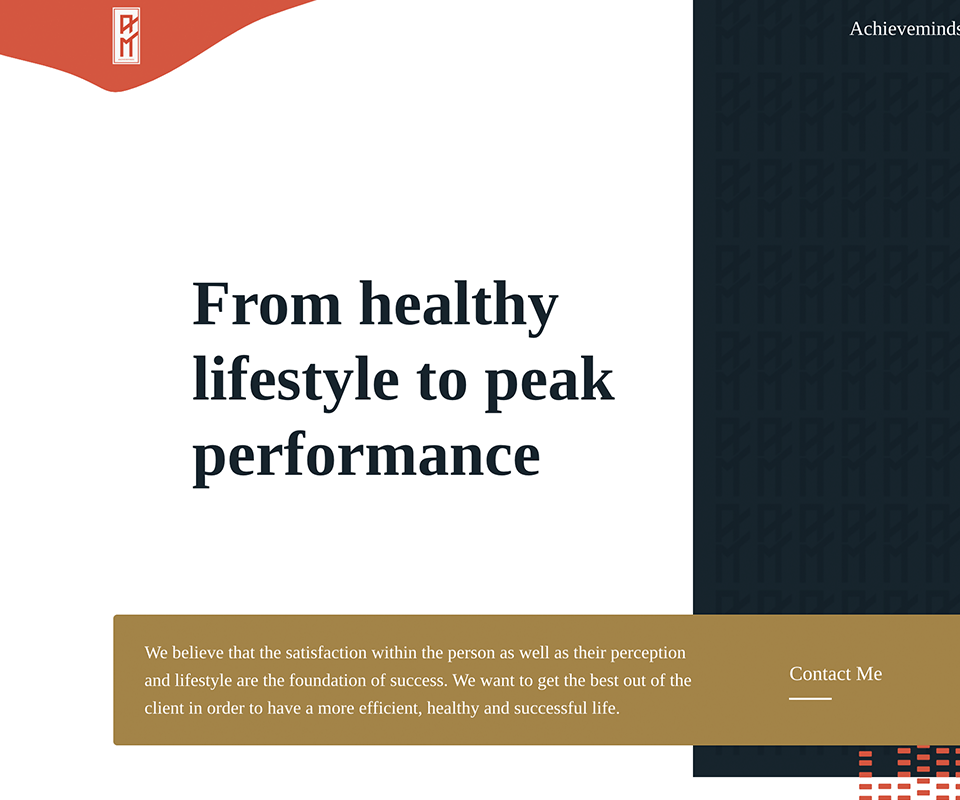 AM
Achieveminds
From healthy
lifestyle to peak
performance
We believe that the satisfaction within the person as well as their perception
and lifestyle are the foundation of success. We want to get the best out of the
client in order to have a more efficient, healthy and successful life.
Contact Me